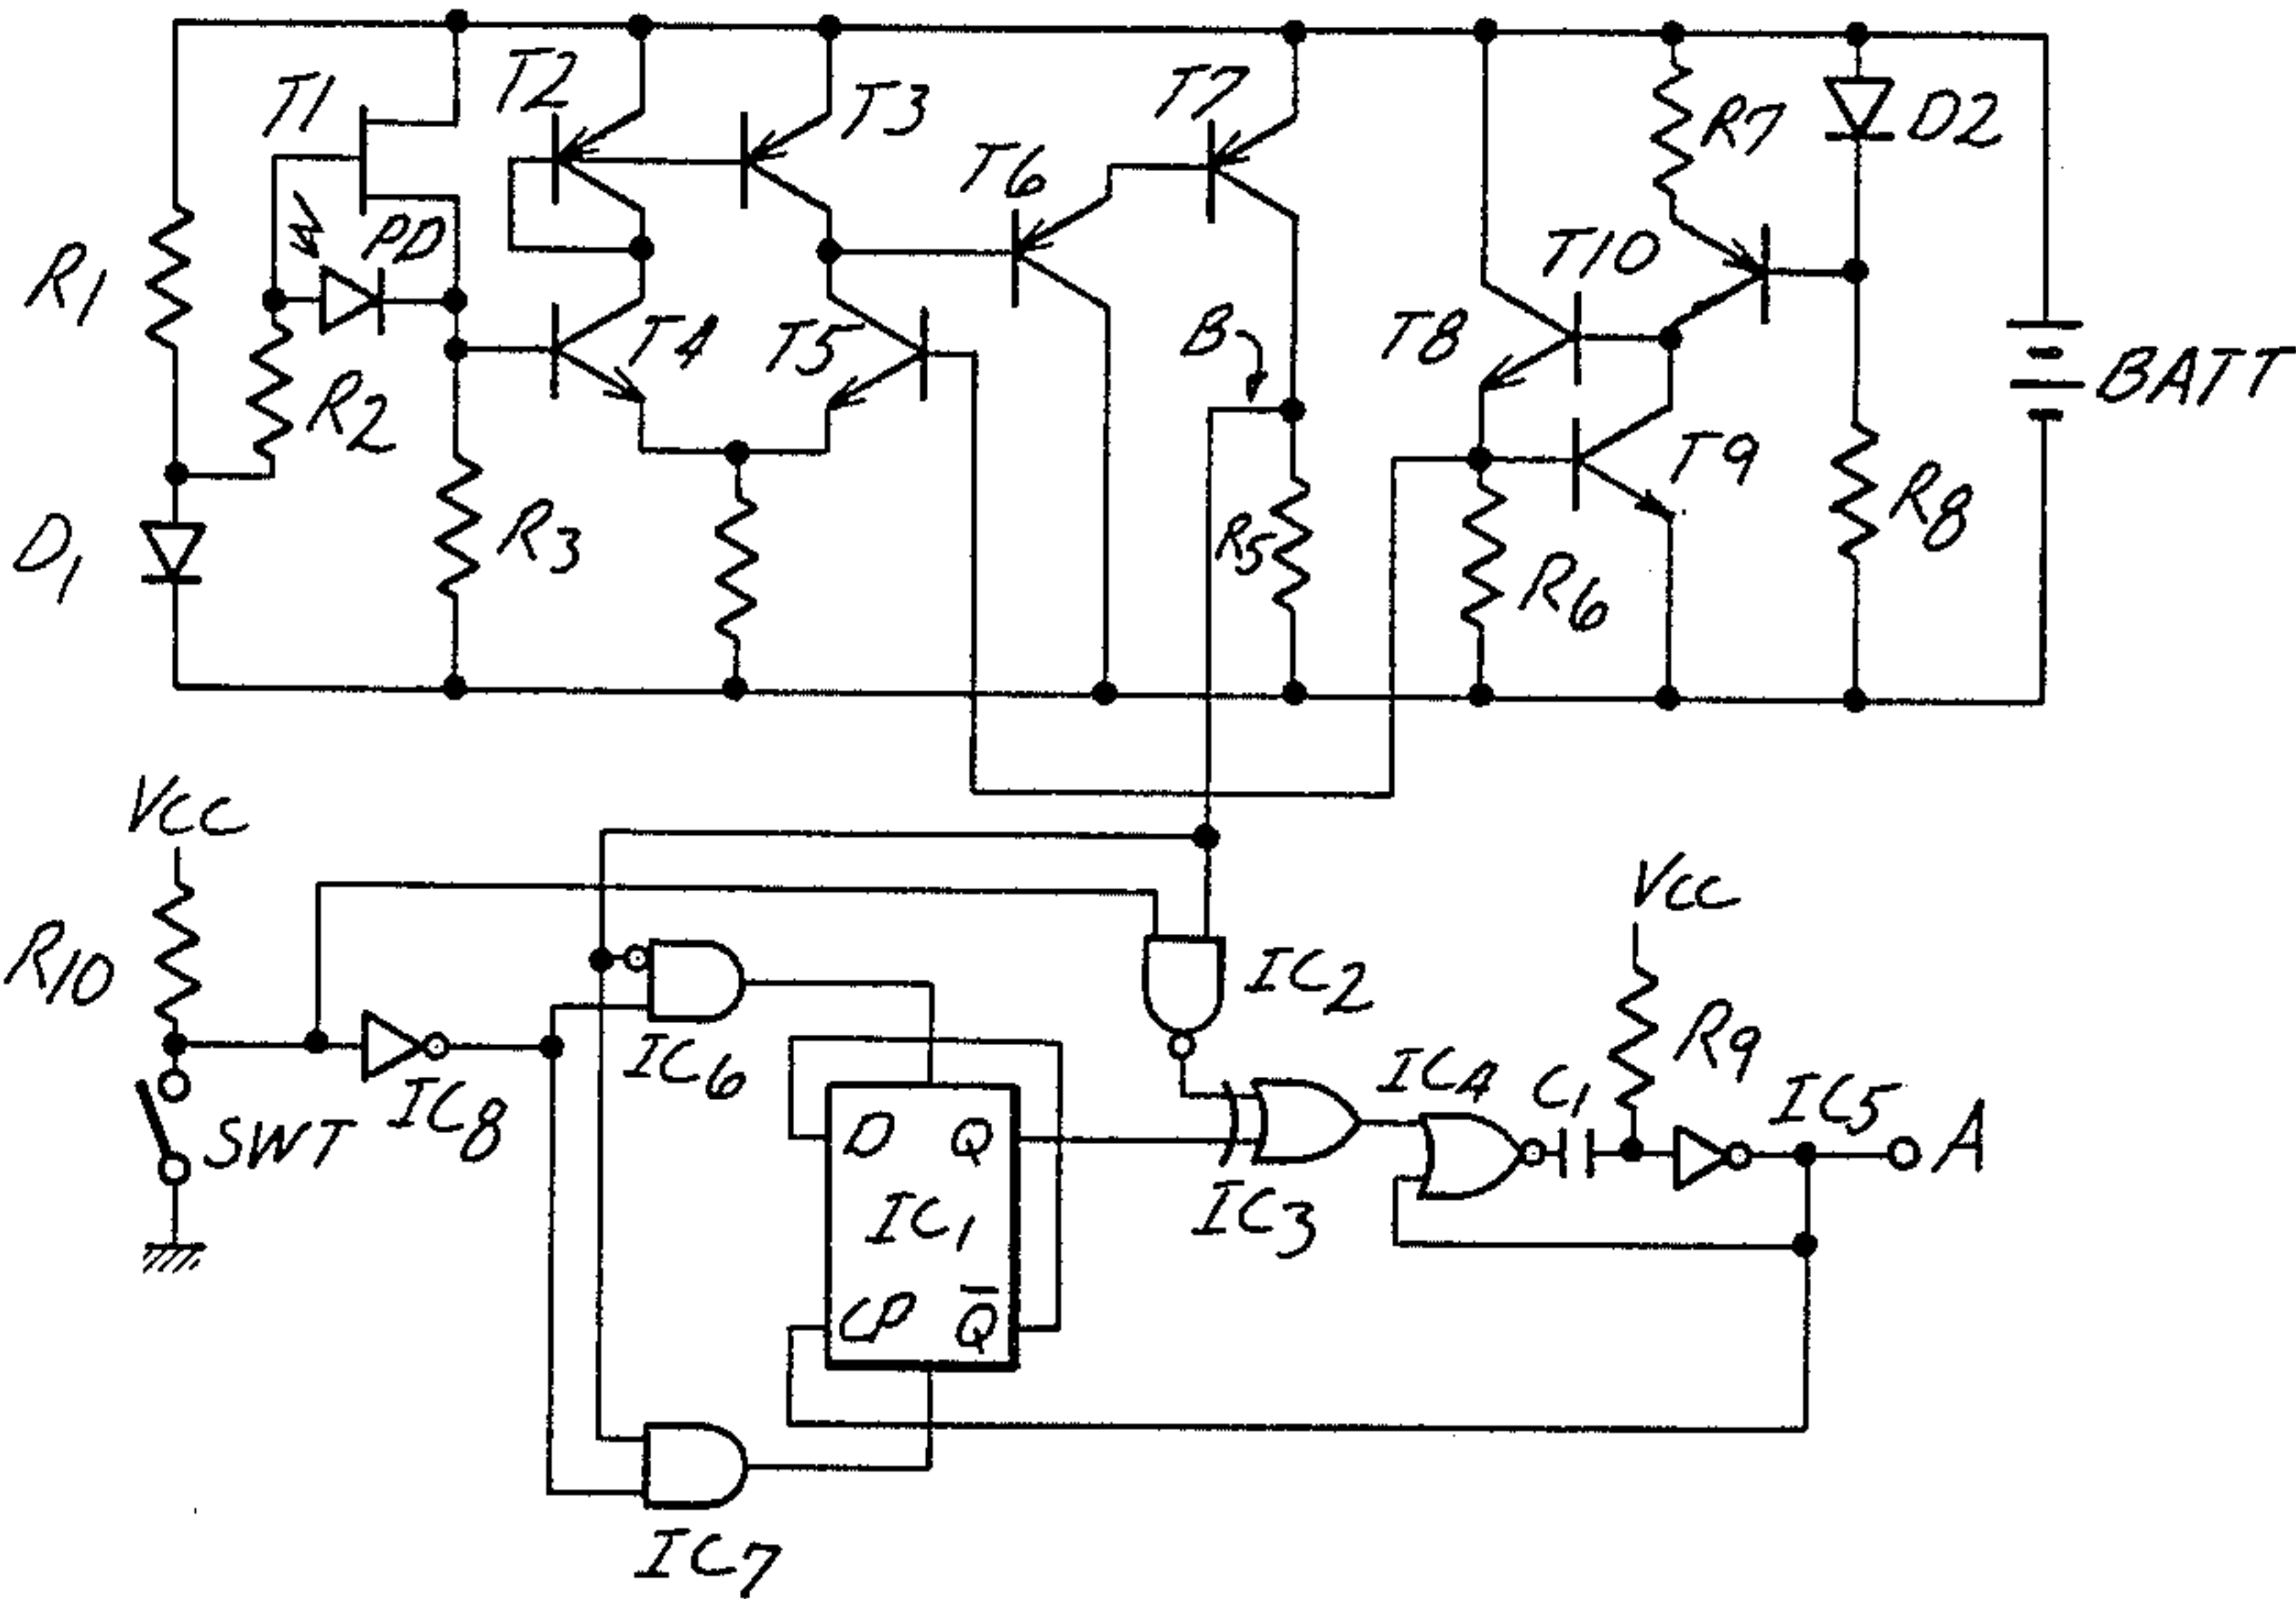 T1
T2
T3
T7
R7
D2
T6
PD
R1
T10
T4
T5
B
T8
BATT
R2
T9
R3
R5
R8
D1
R6
Vcc
Vcc
R10
IC2
IC6
R9
IC4
C1
IC5
A
IC8
SWT
D
Q
IC1
IC3
CP
Q̅
IC7